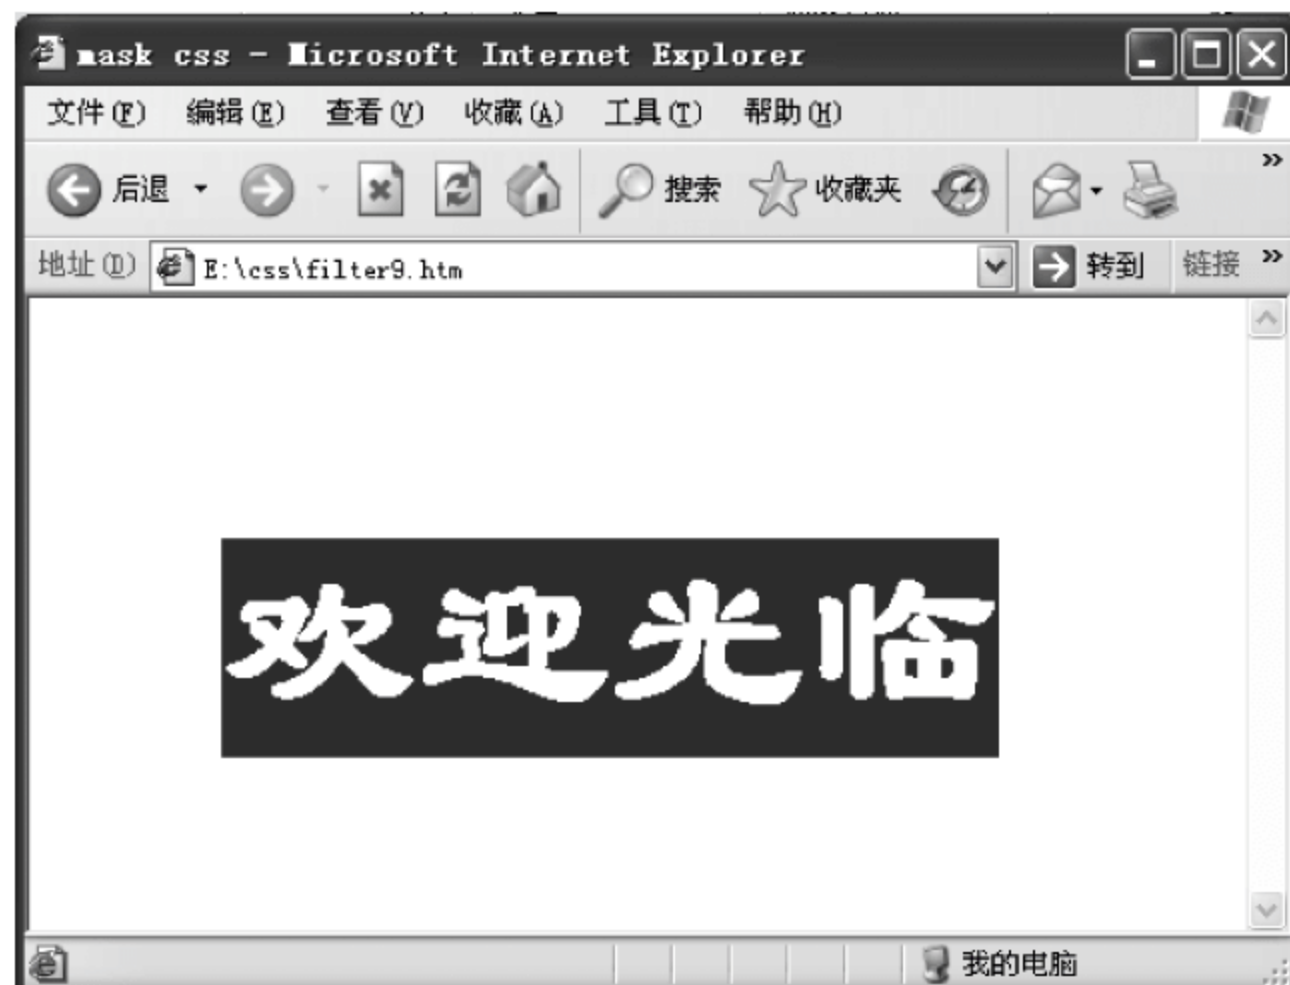 mask css - Microsoft Internet Explorer
文件(F) 编辑(E) 查看(V) 收藏(A) 工具(T) 帮助(H)
后退 搜索 收藏夹 »
地址(D) E:\css\filter9.htm 转到 链接 »
欢迎光临
我的电脑